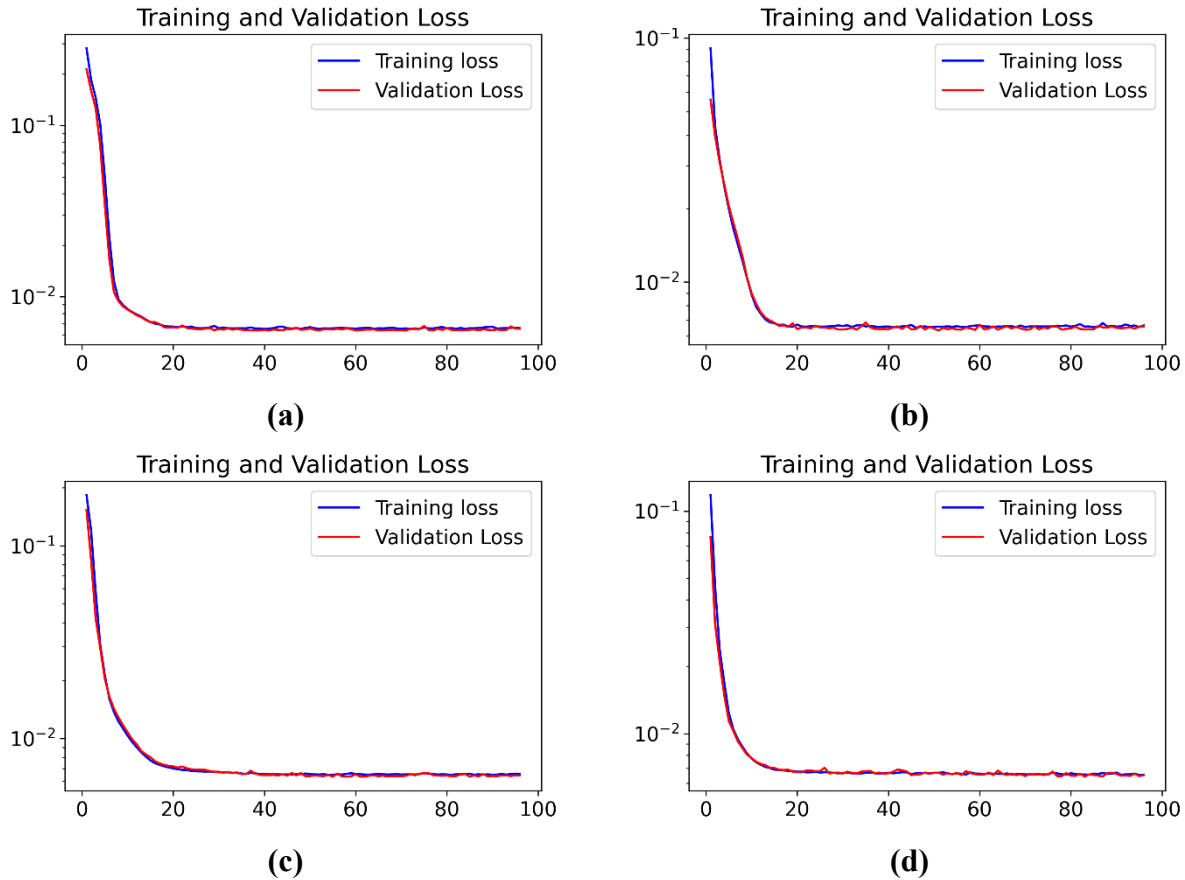 Training and Validation Loss
Training loss
Validation Loss
10⁻¹
10⁻²
0 20 40 60 80 100
(a)
Training and Validation Loss
Training loss
Validation Loss
10⁻¹
10⁻²
0 20 40 60 80 100
(b)
Training and Validation Loss
Training loss
Validation Loss
10⁻¹
10⁻²
0 20 40 60 80 100
(c)
Training and Validation Loss
Training loss
Validation Loss
10⁻¹
10⁻²
0 20 40 60 80 100
(d)